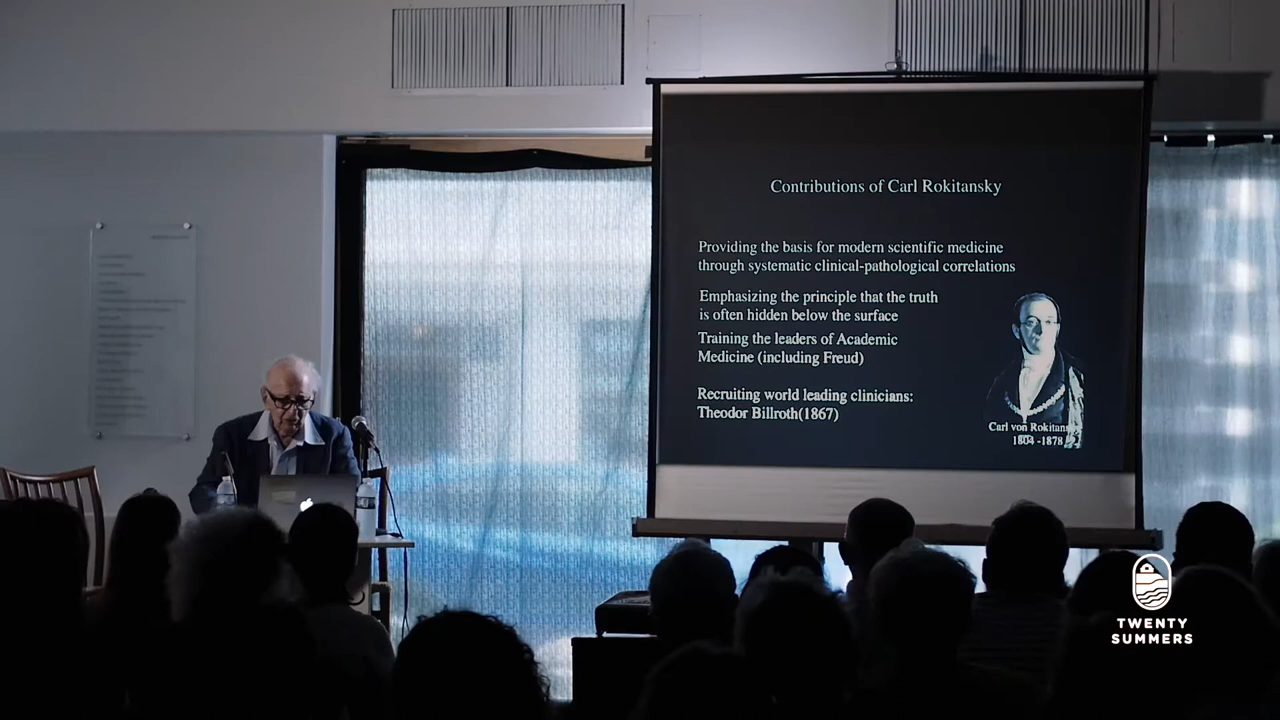 Contributions of Carl Rokitansky
Providing the basis for modern scientific medicine
through systematic clinical-pathological correlations
Emphasizing the principle that the truth
is often hidden below the surface
Training the leaders of Academic
Medicine (including Freud)
Recruiting world leading clinicians:
Theodor Billroth(1867)
Carl von Rokitans
1804 -1878
TWENTY
SUMMERS